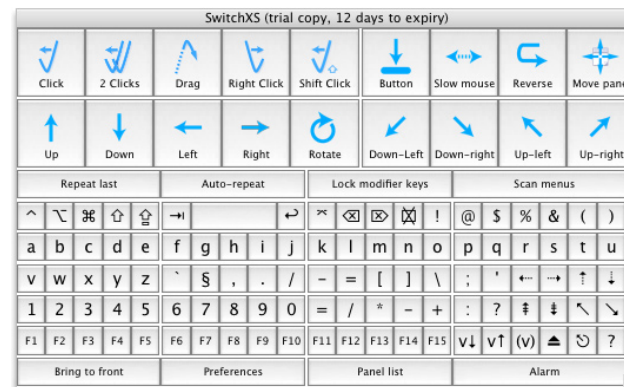 SwitchXS (trial copy, 12 days to expiry)
Click 2 Clicks Drag Right Click Shift Click Button Slow mouse Reverse Move pane
Up Down Left Right Rotate Down-Left Down-right Up-left Up-right
Repeat last Auto-repeat Lock modifier keys Scan menus
^ ⌥ ⌘ ⇧ ⇪ ⇥ ↩ ⌤ ⌫ ⌦ ! @ $ % & ( )
a b c d e f g h i j k l m n o p q r s t u
v w x y z ` § , . / - = [ ] \ ; ' ⇠ ⇢ ⇡ ⇣
1 2 3 4 5 6 7 8 9 0 = / * - + : ? ⇞ ⇟ ↖ ↘
F1 F2 F3 F4 F5 F6 F7 F8 F9 F10 F11 F12 F13 F14 F15 v↓ v↑ (v) ⏏ ?
Bring to front Preferences Panel list Alarm